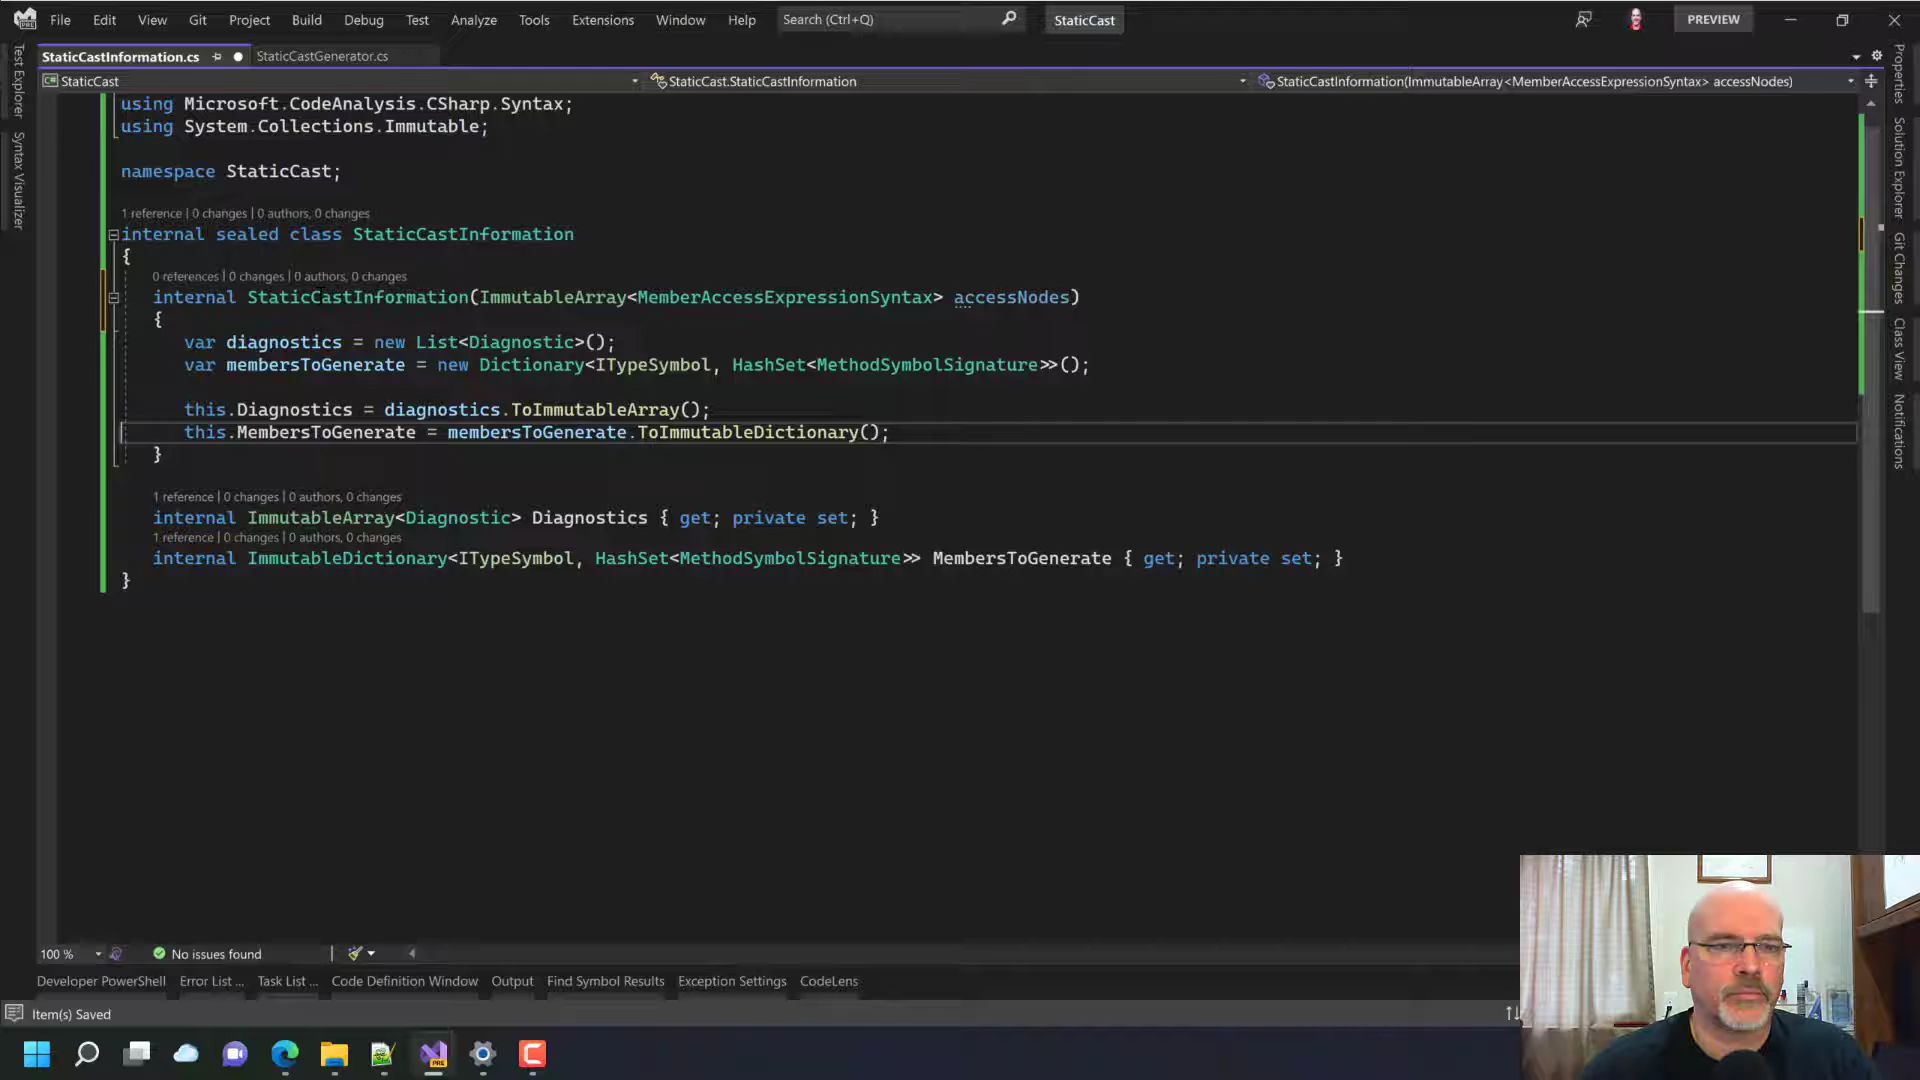 File Edit View Git Project Build Debug Test Analyze Tools Extensions Window Help Search (Ctrl+Q) StaticCast PREVIEW
StaticCastInformation.cs StaticCastGenerator.cs
StaticCast StaticCast.StaticCastInformation StaticCastInformation(ImmutableArray<MemberAccessExpressionSyntax> accessNodes)
using Microsoft.CodeAnalysis.CSharp.Syntax;
using System.Collections.Immutable;
namespace StaticCast;
1 reference | 0 changes | 0 authors, 0 changes
internal sealed class StaticCastInformation
{
0 references | 0 changes | 0 authors, 0 changes
internal StaticCastInformation(ImmutableArray<MemberAccessExpressionSyntax> accessNodes)
{
var diagnostics = new List<Diagnostic>();
var membersToGenerate = new Dictionary<ITypeSymbol, HashSet<MethodSymbolSignature>>();
this.Diagnostics = diagnostics.ToImmutableArray();
this.MembersToGenerate = membersToGenerate.ToImmutableDictionary();
}
1 reference | 0 changes | 0 authors, 0 changes
internal ImmutableArray<Diagnostic> Diagnostics { get; private set; }
1 reference | 0 changes | 0 authors, 0 changes
internal ImmutableDictionary<ITypeSymbol, HashSet<MethodSymbolSignature>> MembersToGenerate { get; private set; }
}
Test Explorer
Syntax Visualizer
Properties
Solution Explorer
Git Changes
Class View
Notifications
100 % No issues found
Developer PowerShell Error List ... Task List ... Code Definition Window Output Find Symbol Results Exception Settings CodeLens
Item(s) Saved